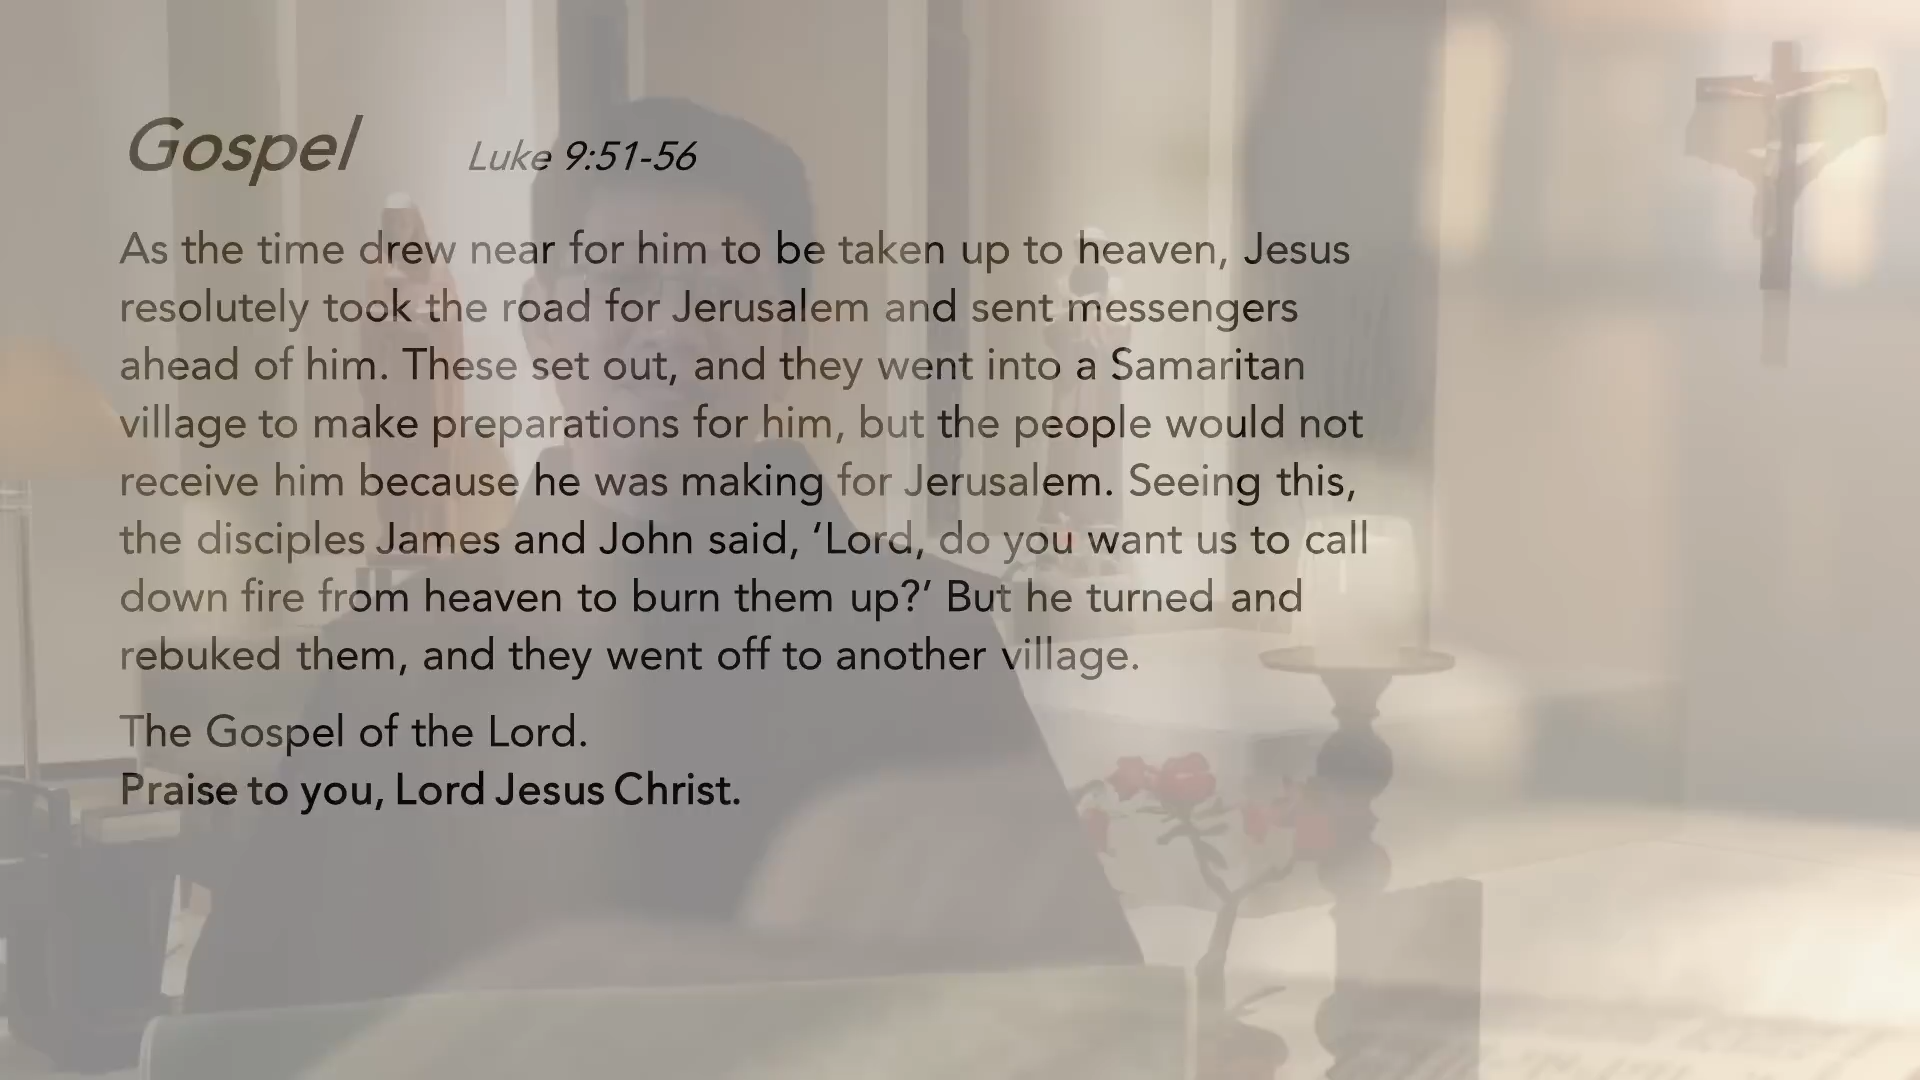 Gospel Luke 9:51-56
As the time drew near for him to be taken up to heaven, Jesus
resolutely took the road for Jerusalem and sent messengers
ahead of him. These set out, and they went into a Samaritan
village to make preparations for him, but the people would not
receive him because he was making for Jerusalem. Seeing this,
the disciples James and John said, ‘Lord, do you want us to call
down fire from heaven to burn them up?’ But he turned and
rebuked them, and they went off to another village.
The Gospel of the Lord.
Praise to you, Lord Jesus Christ.